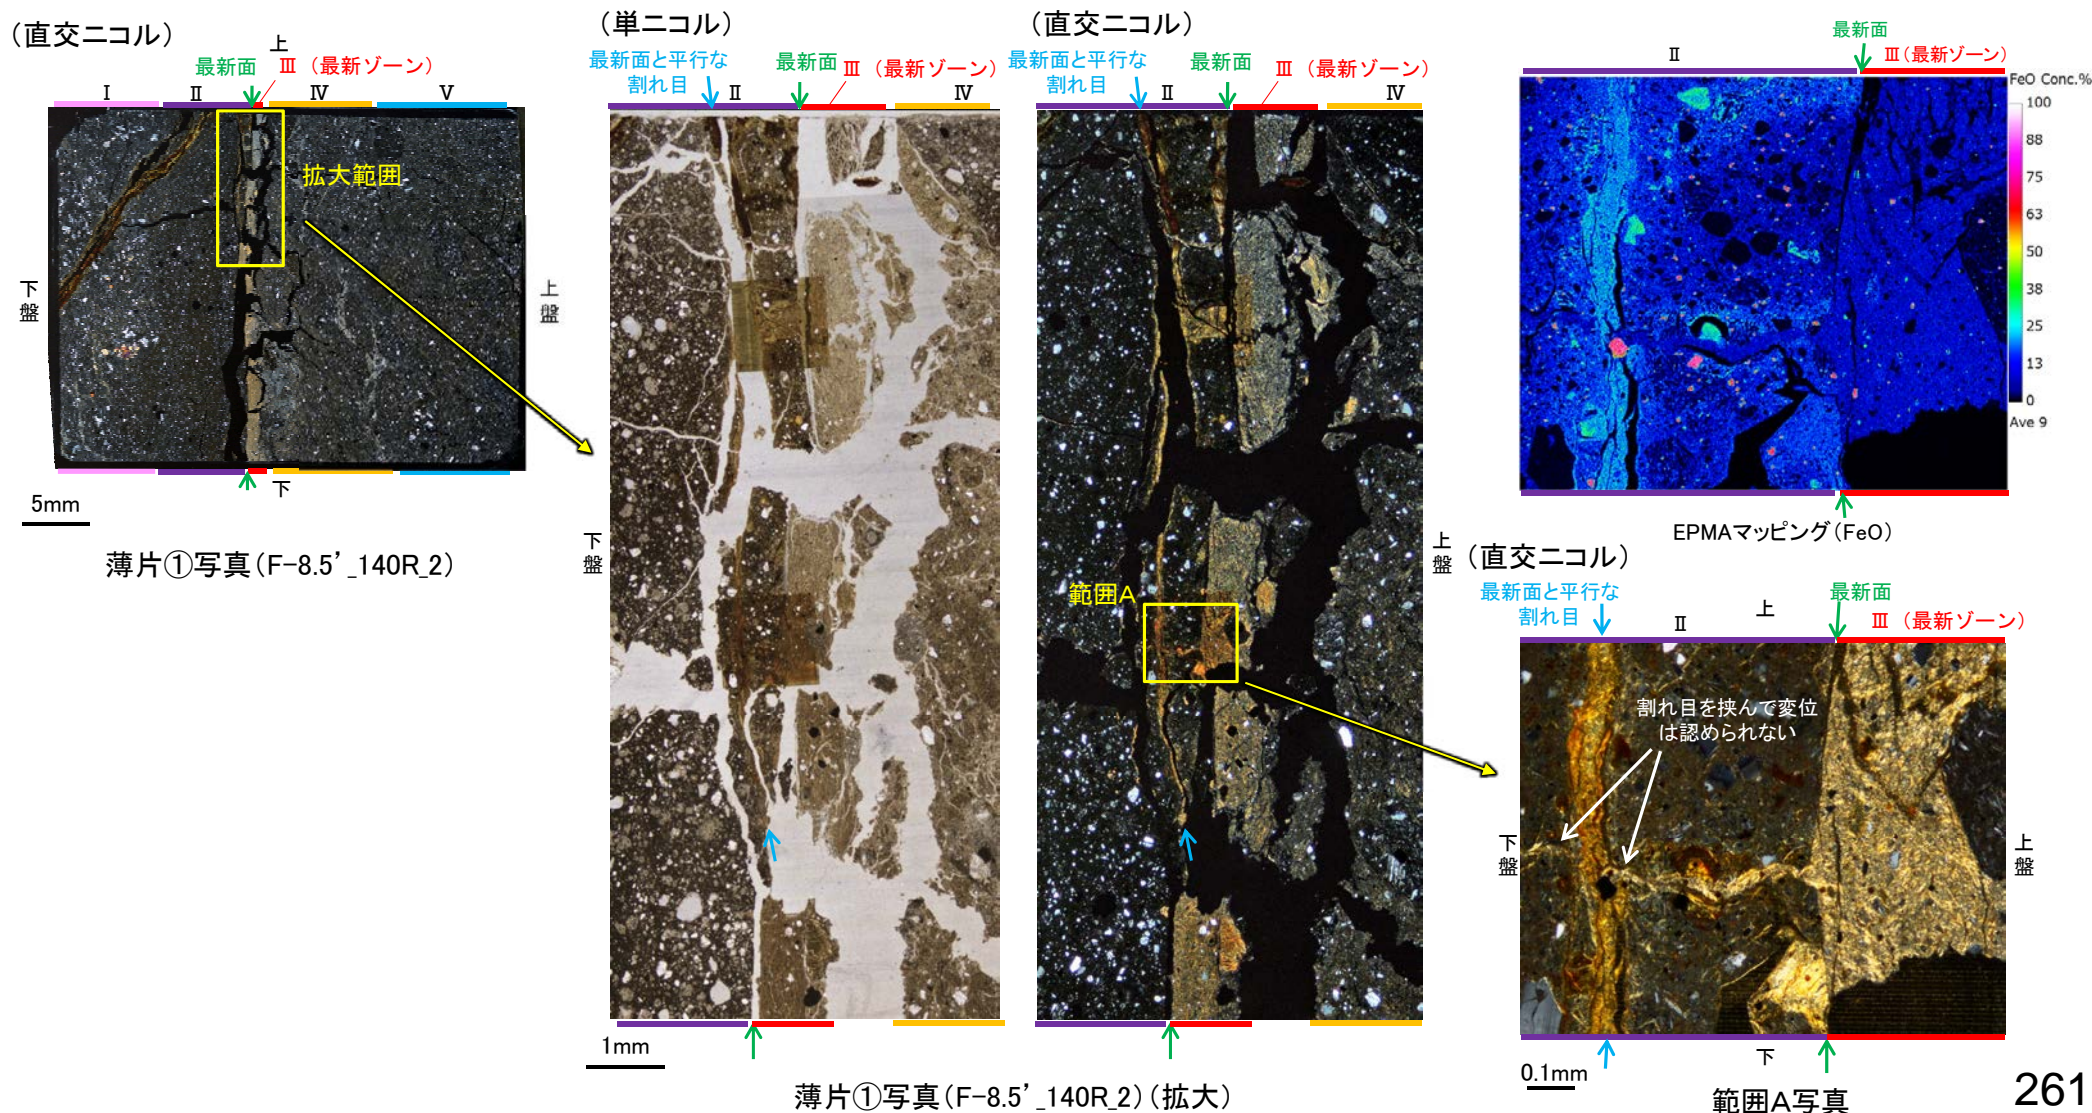 (直交ニコル)
上
最新面
Ⅲ (最新ゾーン)
Ⅰ
Ⅱ
Ⅳ
Ⅴ
拡大範囲
下盤
上盤
下
5mm
薄片①写真(F-8.5’_140R_2)
(単ニコル)
最新面と平行な
割れ目
最新面
Ⅲ (最新ゾーン)
Ⅱ
Ⅳ
下盤
1mm
(直交ニコル)
最新面と平行な
割れ目
最新面
Ⅲ (最新ゾーン)
Ⅱ
Ⅳ
範囲A
上盤
薄片①写真(F-8.5’_140R_2)(拡大)
最新面
Ⅱ
Ⅲ (最新ゾーン)
FeO Conc.%
100
88
75
63
50
38
25
13
0
Ave 9
EPMAマッピング(FeO)
(直交ニコル)
最新面と平行な
割れ目
上
最新面
Ⅱ
Ⅲ (最新ゾーン)
割れ目を挟んで変位
は認められない
下盤
上盤
下
0.1mm
範囲A写真
261